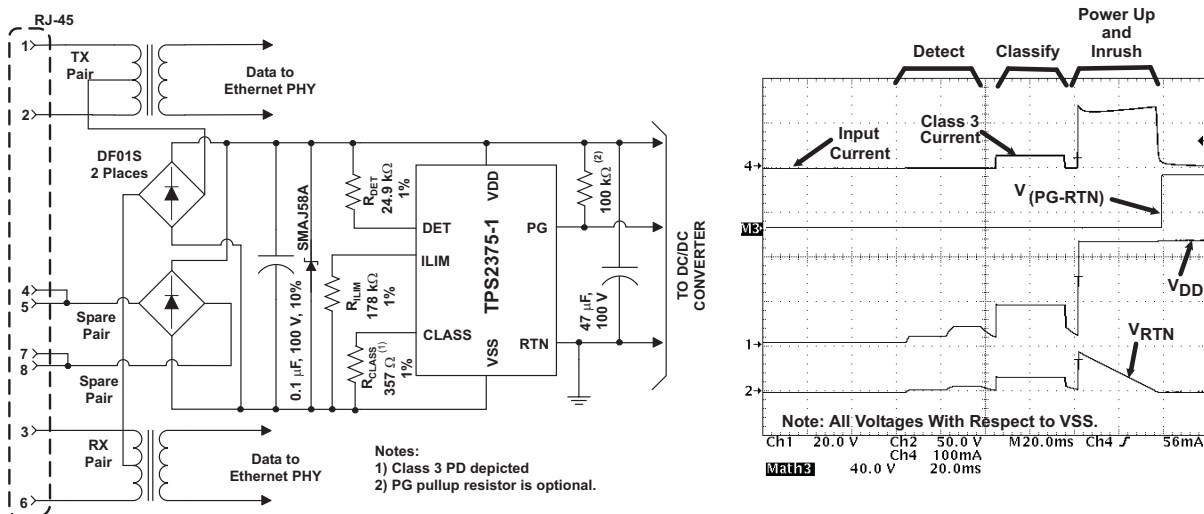 RJ-45
1
TX
Pair
2
Data to
Ethernet PHY
DF01S
2 Places
4
5
Spare
Pair
7
8
Spare
Pair
3
RX
Pair
6
Data to
Ethernet PHY
0.1 µF, 100 V, 10%
SMAJ58A
RDET
24.9 kΩ
1%
RILIM
178 kΩ
1%
RCLASS(1)
357 Ω
1%
DET
ILIM
CLASS
VDD
TPS2375-1
VSS
PG
RTN
100 kΩ(2)
47 µF,
100 V
TO DC/DC
CONVERTER
Notes:
1) Class 3 PD depicted
2) PG pullup resistor is optional.
Power Up
and
Inrush
Detect
Classify
Input
Current
Class 3
Current
4
V(PG-RTN)
M3
VDD
1
VRTN
2
Note: All Voltages With Respect to VSS.
Ch1 20.0 V Ch2 50.0 V M20.0ms Ch4 56mA
Ch4 100mA
Math3 40.0 V 20.0ms